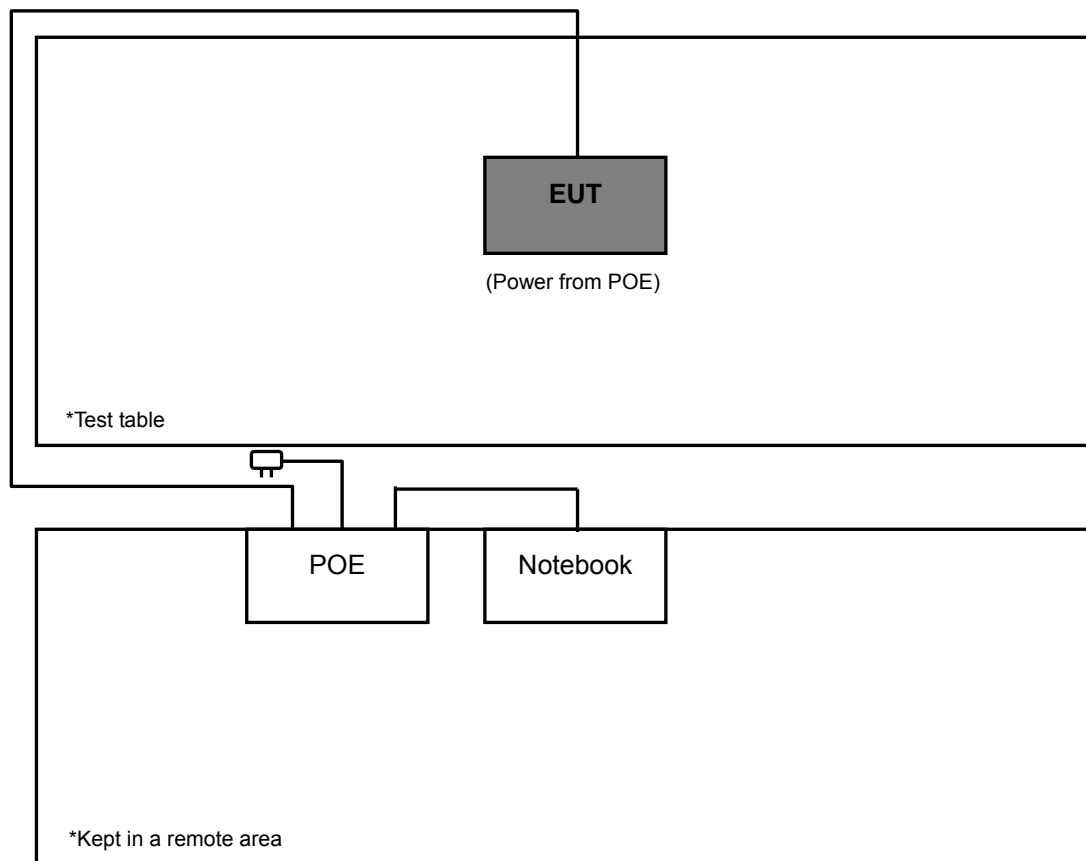 EUT
(Power from POE)
*Test table
POE
Notebook
*Kept in a remote area